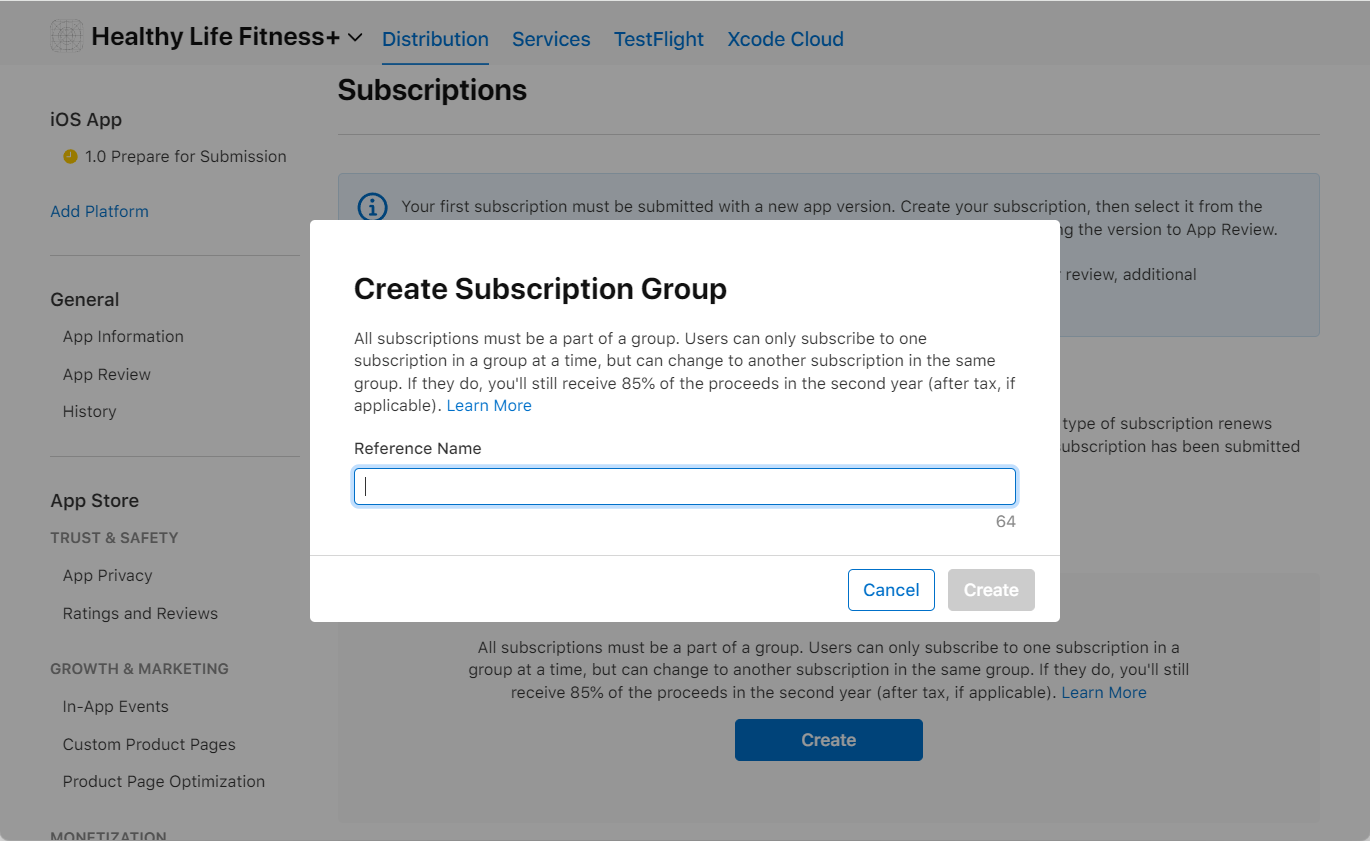 Healthy Life Fitness+
Distribution
Services
TestFlight
Xcode Cloud
iOS App
1.0 Prepare for Submission
Add Platform
General
App Information
App Review
History
App Store
TRUST & SAFETY
App Privacy
Ratings and Reviews
GROWTH & MARKETING
In-App Events
Custom Product Pages
Product Page Optimization
MONETIZATION
Subscriptions
Your first subscription must be submitted with a new app version. Create your subscription, then select it from the
the version to App Review.
review, additional
Create Subscription Group
All subscriptions must be a part of a group. Users can only subscribe to one
subscription in a group at a time, but can change to another subscription in the same
group. If they do, you'll still receive 85% of the proceeds in the second year (after tax, if
applicable). Learn More
Reference Name
64
Cancel
Create
type of subscription renews
ubscription has been submitted
All subscriptions must be a part of a group. Users can only subscribe to one subscription in a
group at a time, but can change to another subscription in the same group. If they do, you'll still
receive 85% of the proceeds in the second year (after tax, if applicable). Learn More
Create